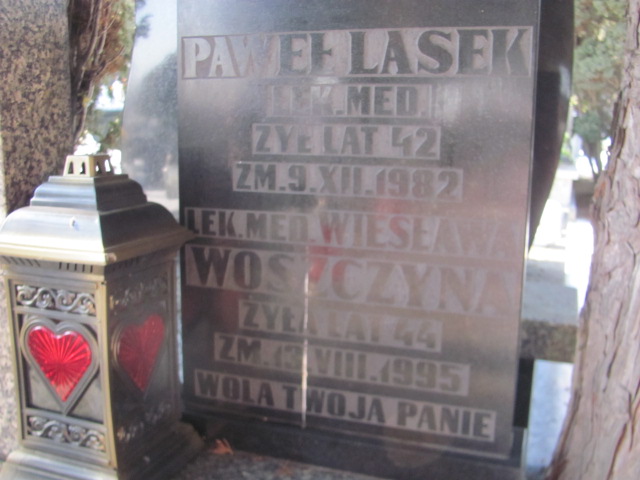 PAWEŁ LASEK
LEK.MED.
ŻYŁ LAT 42
ZM.9.XII.1982
LEK.MED.WIESŁAWA
WOSZCZYNA
ŻYŁA LAT 44
ZM.13.VIII.1995
WOLA TWOJA PANIE